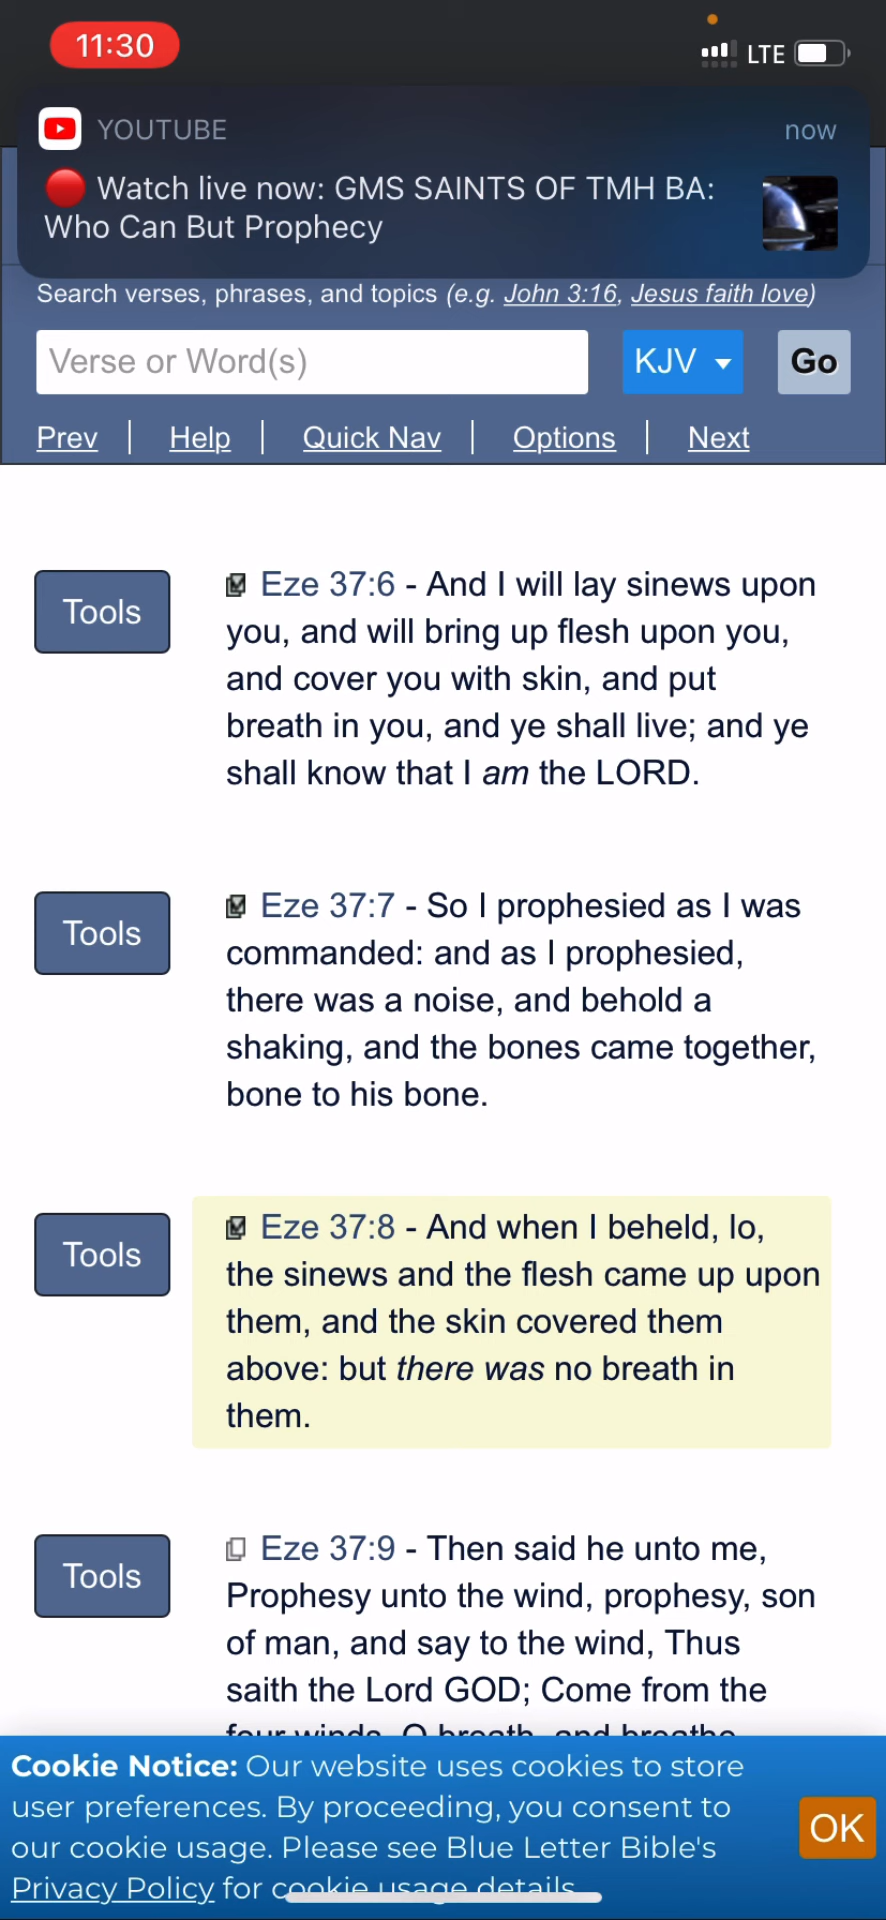 11:30
LTE
YOUTUBE
now
Watch live now: GMS SAINTS OF TMH BA:
Who Can But Prophecy
Search verses, phrases, and topics (e.g. John 3:16, Jesus faith love)
Verse or Word(s)
KJV
Go
Prev | Help | Quick Nav | Options | Next
Tools
Eze 37:6 - And I will lay sinews upon
you, and will bring up flesh upon you,
and cover you with skin, and put
breath in you, and ye shall live; and ye
shall know that I am the LORD.
Tools
Eze 37:7 - So I prophesied as I was
commanded: and as I prophesied,
there was a noise, and behold a
shaking, and the bones came together,
bone to his bone.
Tools
Eze 37:8 - And when I beheld, lo,
the sinews and the flesh came up upon
them, and the skin covered them
above: but there was no breath in
them.
Tools
Eze 37:9 - Then said he unto me,
Prophesy unto the wind, prophesy, son
of man, and say to the wind, Thus
saith the Lord GOD; Come from the
four winds, O breath, and breathe
Cookie Notice: Our website uses cookies to store
user preferences. By proceeding, you consent to
our cookie usage. Please see Blue Letter Bible's
Privacy Policy for cookie usage details.
OK